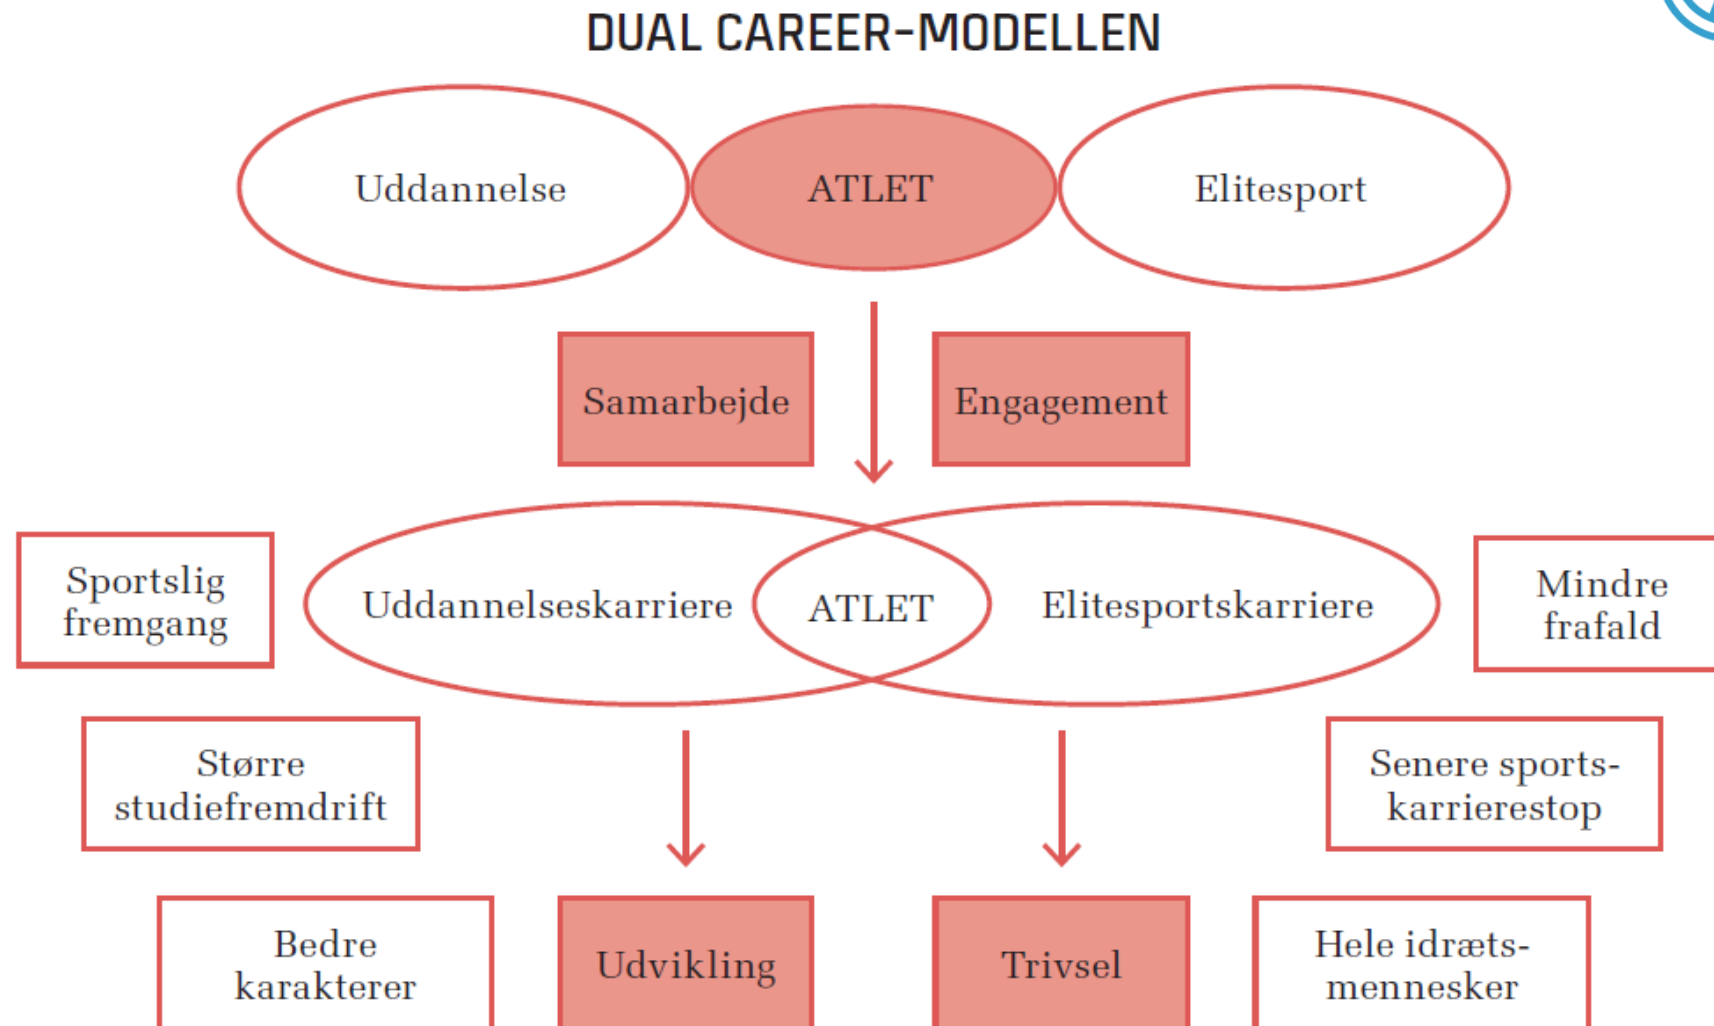 DUAL CAREER-MODELLEN
Uddannelse
ATLET
Elitesport
Samarbejde
Engagement
Sportslig
fremgang
Uddannelseskarriere
ATLET
Elitesportskarriere
Mindre
frafald
Større
studiefremdrift
Senere sports-
karrierestop
Bedre
karakterer
Udvikling
Trivsel
Hele idræts-
mennesker